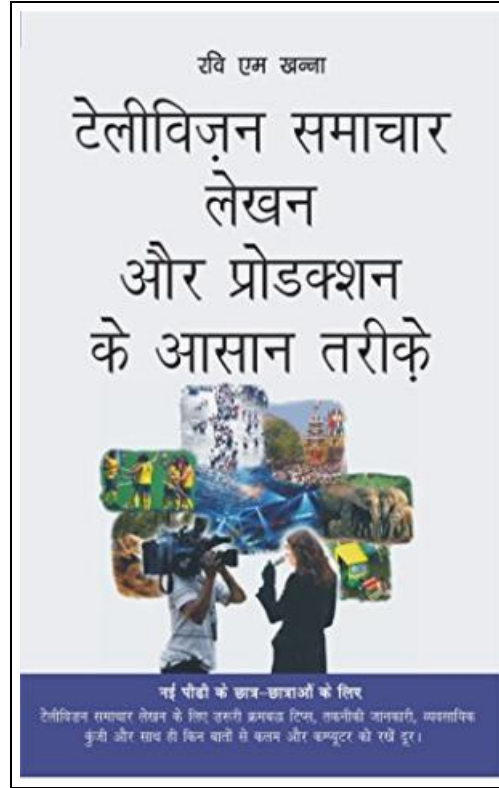 रवि एम खन्ना
टेलीविज़न समाचार
लेखन
और प्रोडक्शन
के आसान तरीक़े
नई पीढी के छात्र-छात्राओं के लिए
टेलीविज़न समाचार लेखन के लिए ज़रूरी क्रमबद्ध टिप्स, तकनीकी जानकारी, व्यवसायिक
कुंजी और साथ ही किन बातों से कलम और कम्प्यूटर को रखें दूर।